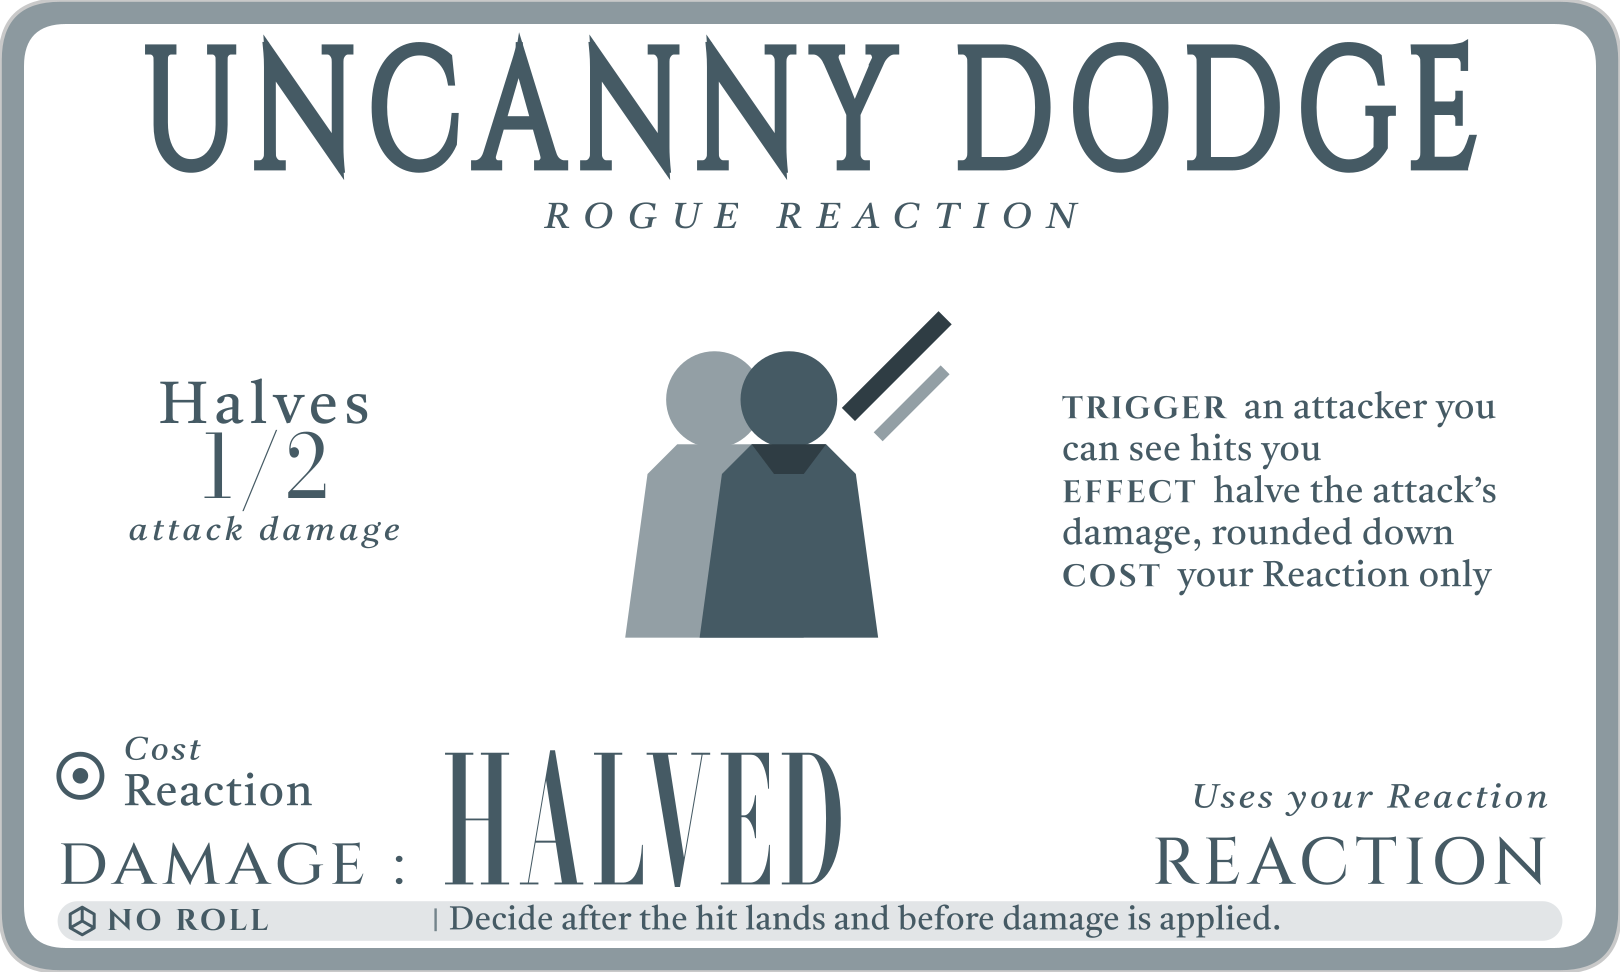 UNCANNY DODGE
ROGUE REACTION
Halves
1/2
attack damage
TRIGGER an attacker you
can see hits you
EFFECT halve the attack’s
damage, rounded down
COST your Reaction only
Cost
Reaction
DAMAGE : HALVED
Uses your Reaction
REACTION
NO ROLL | Decide after the hit lands and before damage is applied.